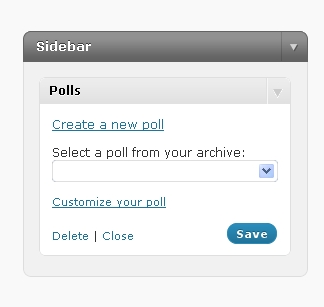 Sidebar
Polls
Create a new poll
Select a poll from your archive:
Customize your poll
Delete | Close
Save